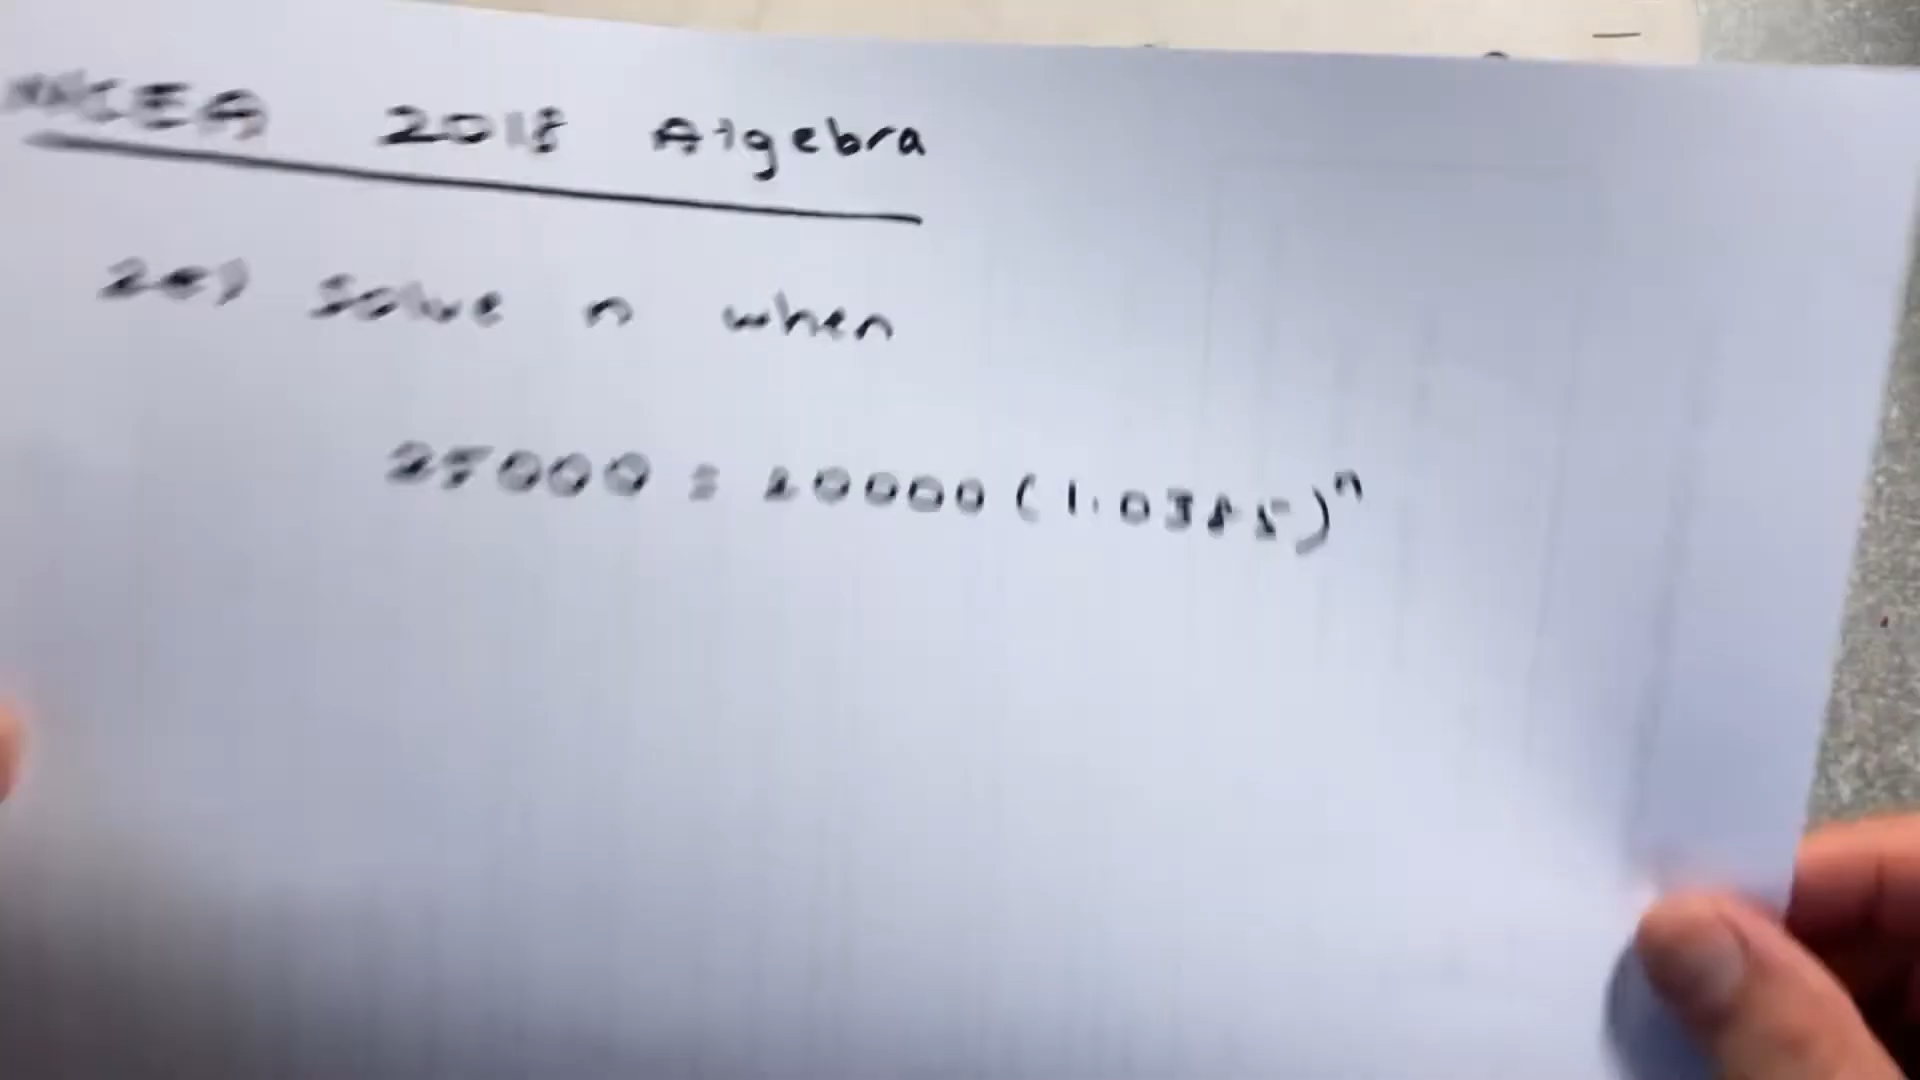 2018 Algebra
Solve n when
25000 = 20000(1.0385)ⁿ